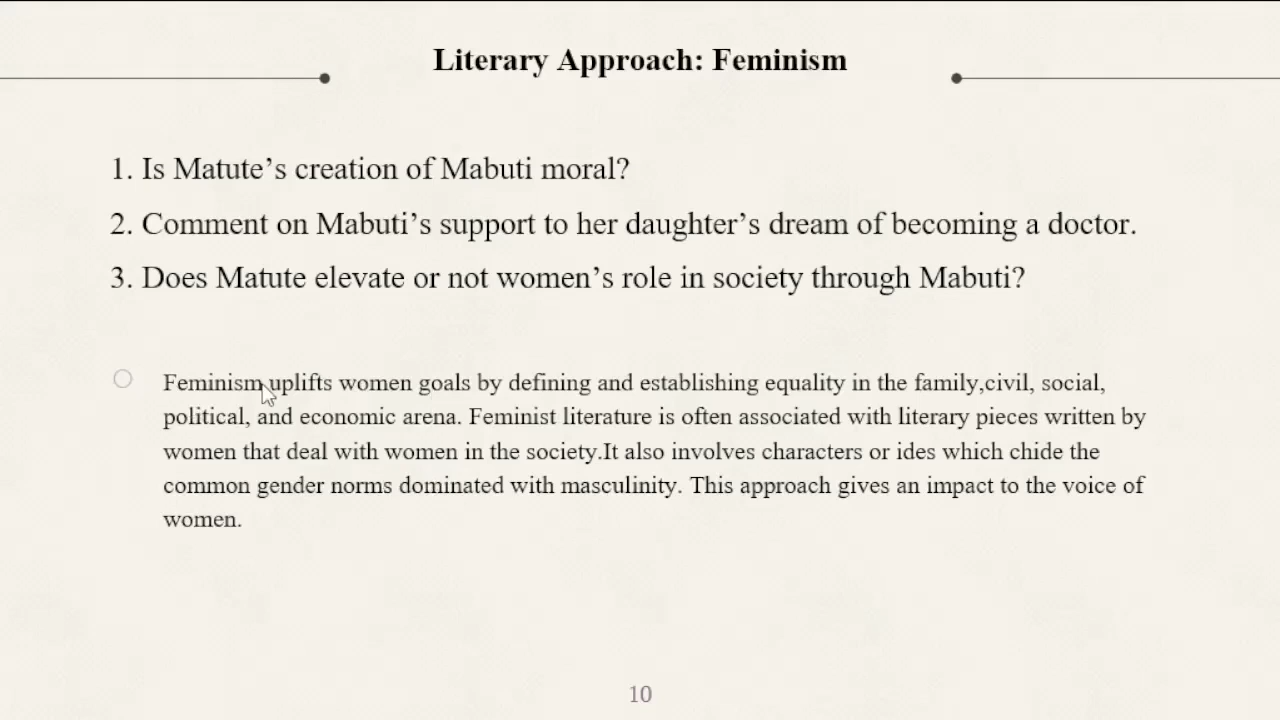 Literary Approach: Feminism
1. Is Matute’s creation of Mabuti moral?
2. Comment on Mabuti’s support to her daughter’s dream of becoming a doctor.
3. Does Matute elevate or not women’s role in society through Mabuti?
Feminism uplifts women goals by defining and establishing equality in the family,civil, social,
political, and economic arena. Feminist literature is often associated with literary pieces written by
women that deal with women in the society.It also involves characters or ides which chide the
common gender norms dominated with masculinity. This approach gives an impact to the voice of
women.
10